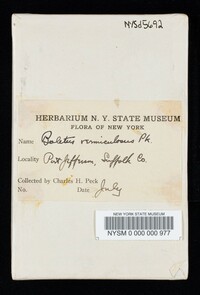 NYSd5692
HERBARIUM N. Y. STATE MUSEUM
FLORA OF NEW YORK
Name Boletus vermiculosus Pk.
Locality Port Jefferson, Suffolk Co.
Collected by Charles H. Peck
No. Date July
NEW YORK STATE MUSEUM
NYSM 0 000 000 977